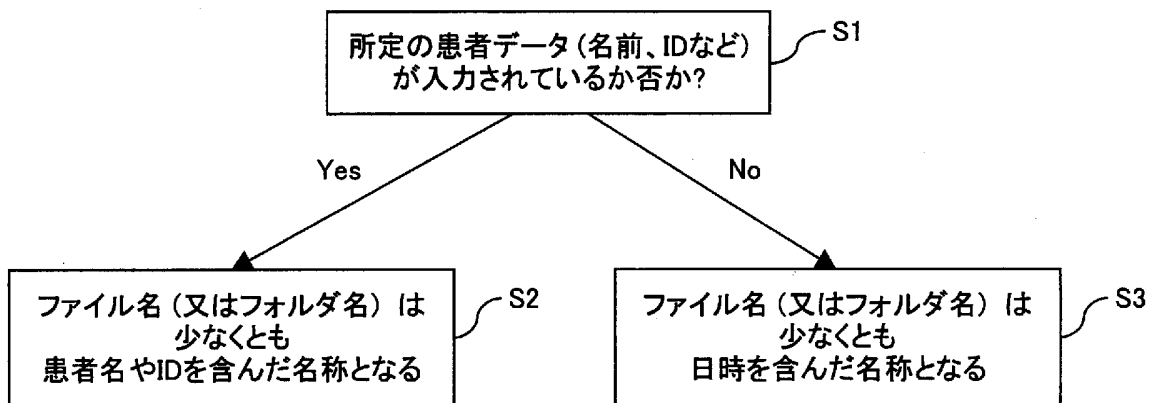 所定の患者データ(名前、IDなど)
が入力されているか否か?
S1
Yes
No
ファイル名(又はフォルダ名)は
少なくとも
患者名やIDを含んだ名称となる
S2
ファイル名(又はフォルダ名)は
少なくとも
日時を含んだ名称となる
S3